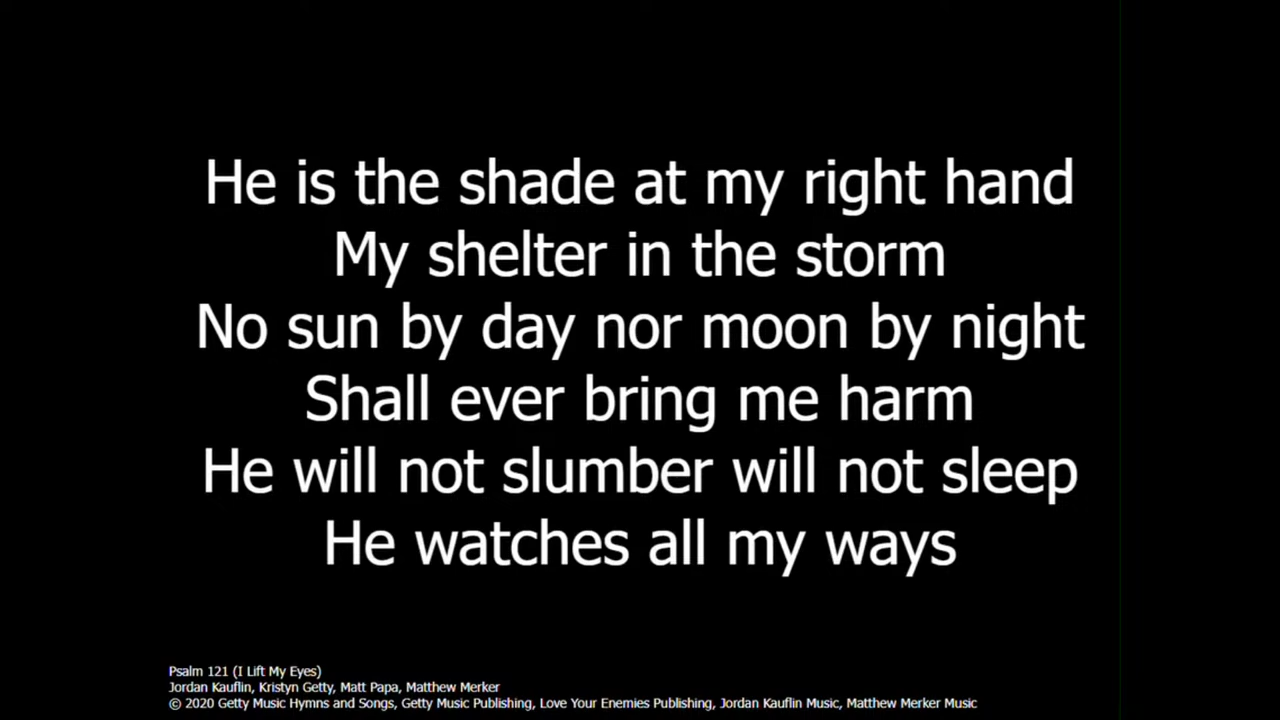 He is the shade at my right hand
My shelter in the storm
No sun by day nor moon by night
Shall ever bring me harm
He will not slumber will not sleep
He watches all my ways
Psalm 121 (I Lift My Eyes)
Jordan Kauflin, Kristyn Getty, Matt Papa, Matthew Merker
© 2020 Getty Music Hymns and Songs, Getty Music Publishing, Love Your Enemies Publishing, Jordan Kauflin Music, Matthew Merker Music